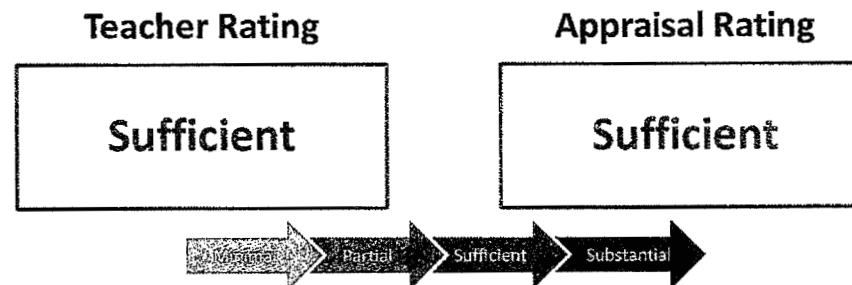 Teacher Rating
Appraisal Rating
Sufficient
Sufficient
Minimal
Partial
Sufficient
Substantial